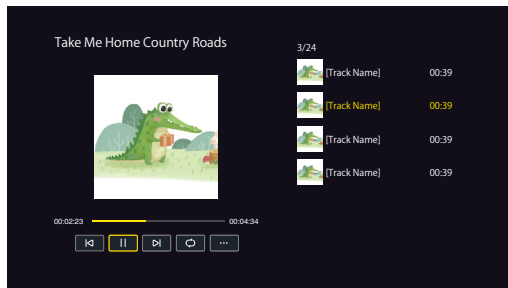 Take Me Home Country Roads
00:02:23
00:04:34
3/24
[Track Name] 00:39
[Track Name] 00:39
[Track Name] 00:39
[Track Name] 00:39